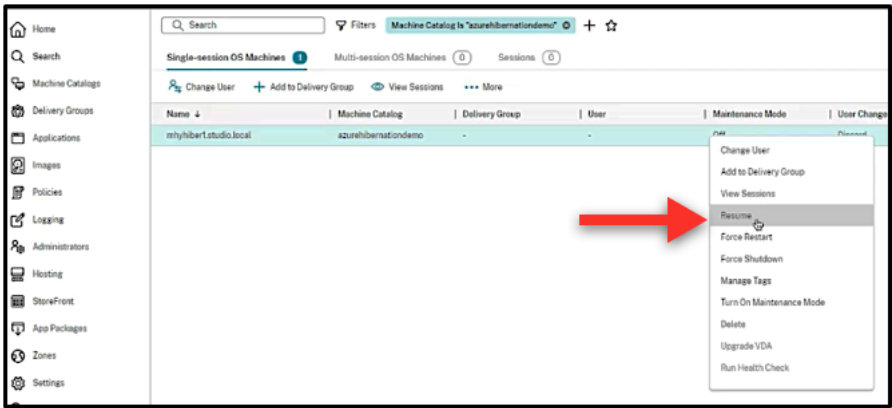 Home
Search
Machine Catalogs
Delivery Groups
Applications
Images
Policies
Logging
Administrators
Hosting
StoreFront
App Packages
Zones
Settings
Search Filters Machine Catalog Is "azurehibernationdemo"
Single-session OS Machines 1 Multi-session OS Machines 0 Sessions 0
Change User Add to Delivery Group View Sessions More
Name Machine Catalog Delivery Group User Maintenance Mode User Change
mhyhiber1.studio.local azurehibernationdemo - - Off Discard
Change User
Add to Delivery Group
View Sessions
Resume
Force Restart
Force Shutdown
Manage Tags
Turn On Maintenance Mode
Delete
Upgrade VDA
Run Health Check